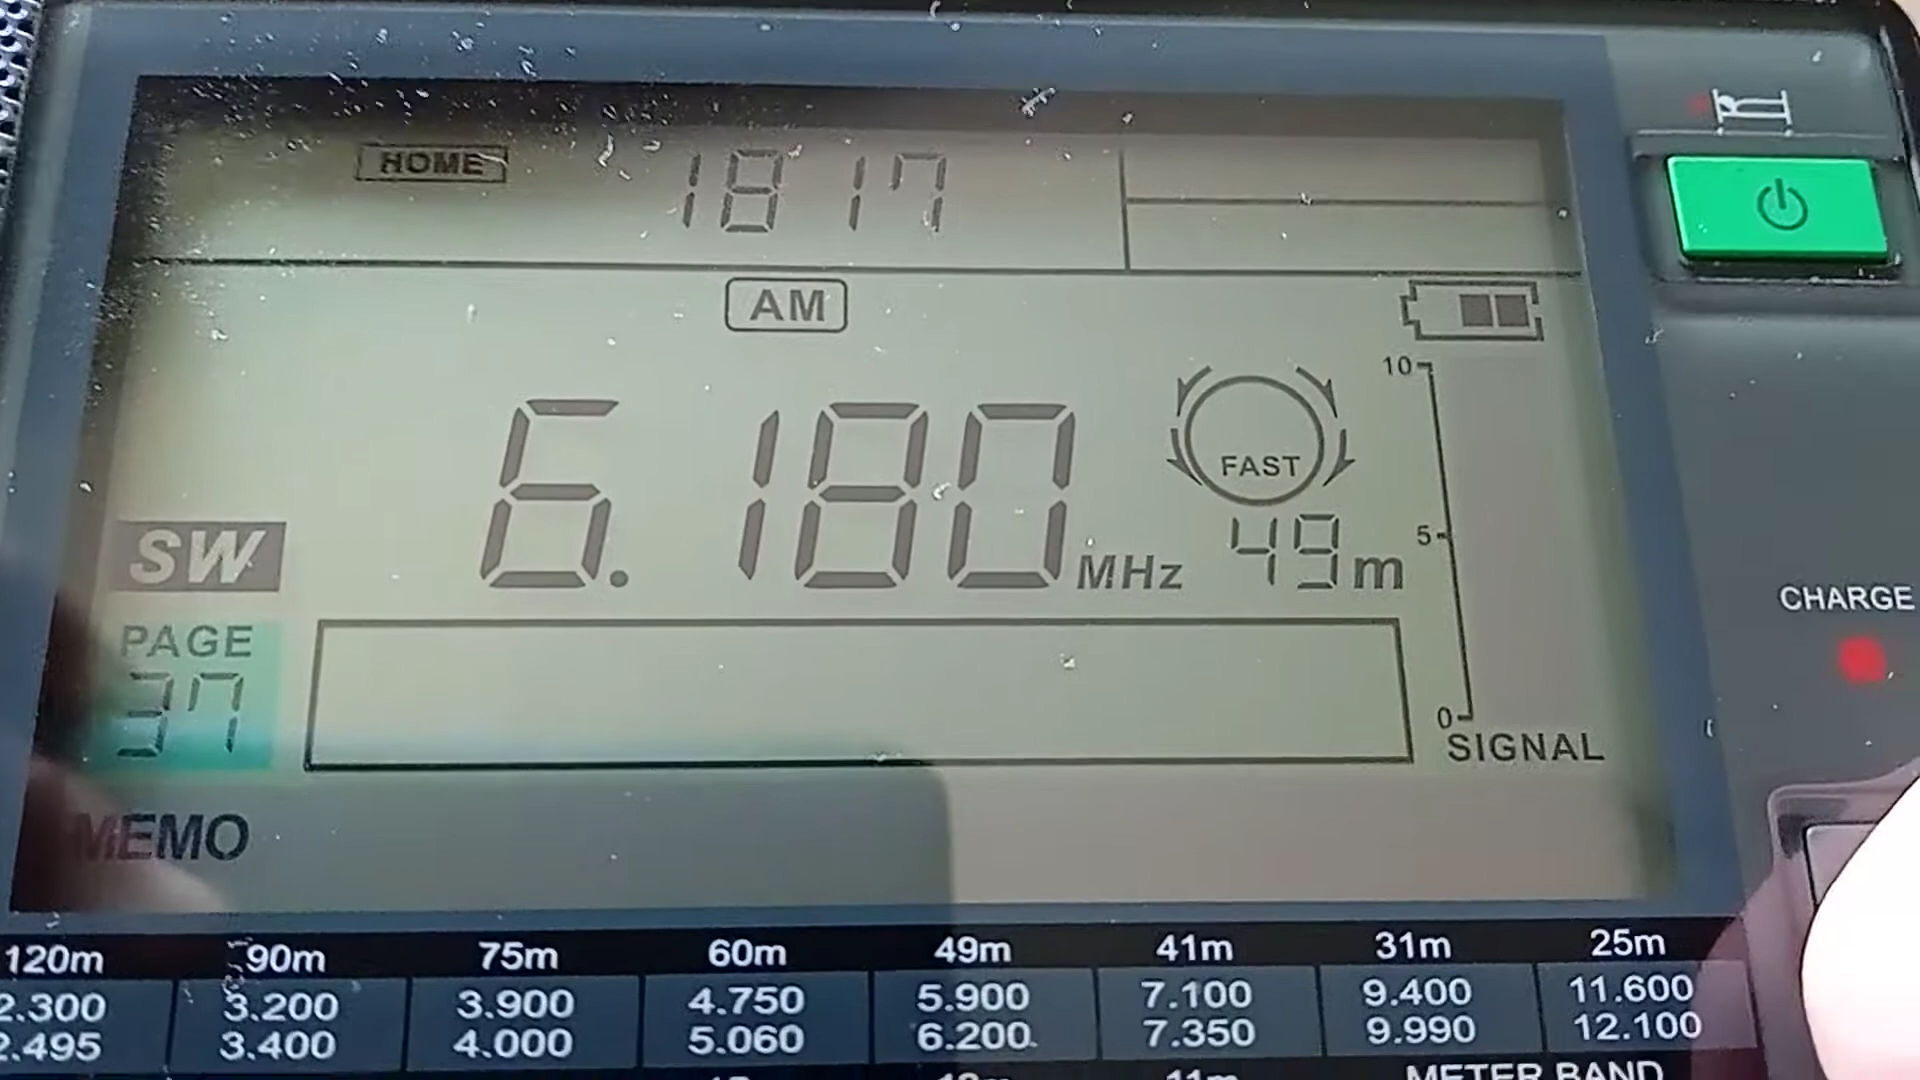 HOME 18 17
AM
10
6.180 MHz
FAST
49 m
5
SW
PAGE
37
0
SIGNAL
CHARGE
MEMO
120m 90m 75m 60m 49m 41m 31m 25m
2.300 3.200 3.900 4.750 5.900 7.100 9.400 11.600
2.495 3.400 4.000 5.060 6.200 7.350 9.990 12.100
11m METER BAND